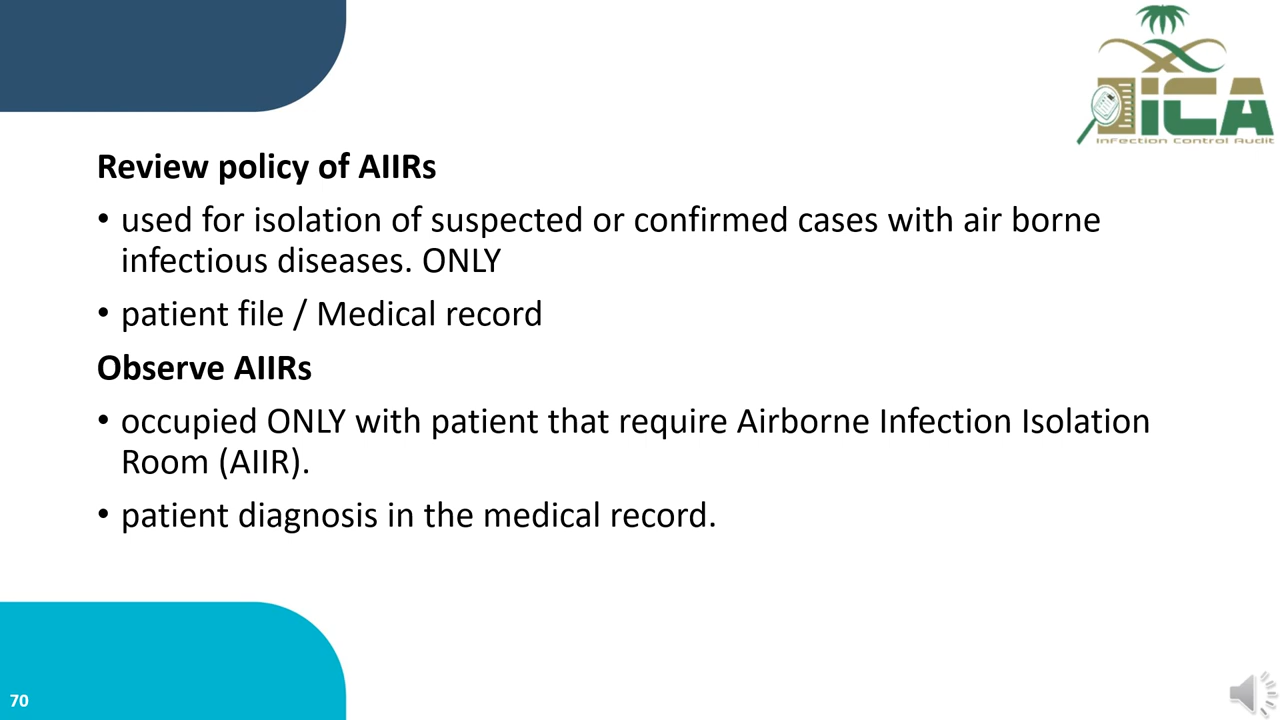 iCA
Infection Control Audit
Review policy of AIIRs
• used for isolation of suspected or confirmed cases with air borne
infectious diseases. ONLY
• patient file / Medical record
Observe AIIRs
• occupied ONLY with patient that require Airborne Infection Isolation
Room (AIIR).
• patient diagnosis in the medical record.
70